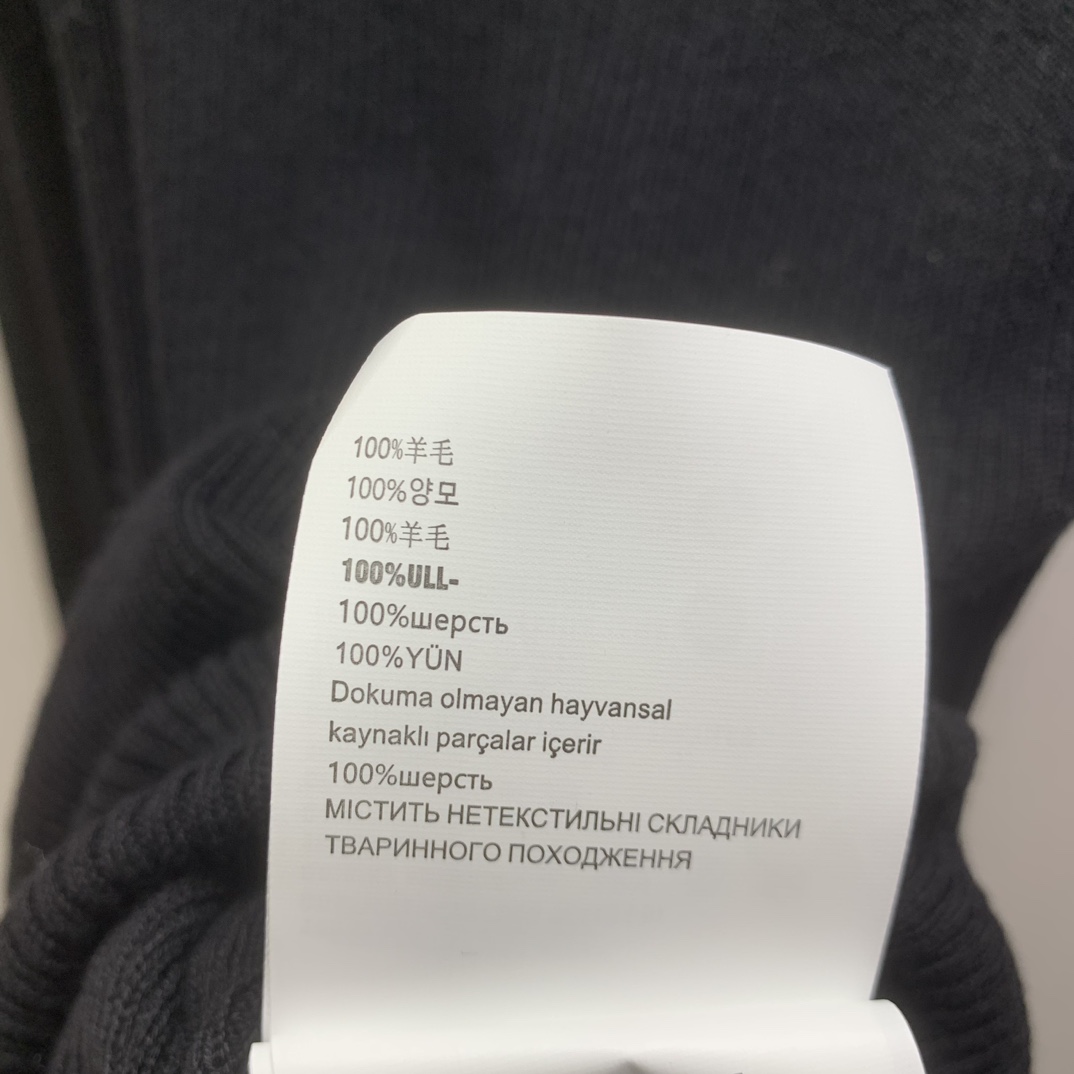 100%羊毛
100%양모
100%羊毛
100%ULL-
100%шерсть
100%YÜN
Dokuma olmayan hayvansal
kaynaklı parçalar içerir
100%шерсть
МІСТИТЬ НЕТЕКСТИЛЬНІ СКЛАДНИКИ
ТВАРИННОГО ПОХОДЖЕННЯ